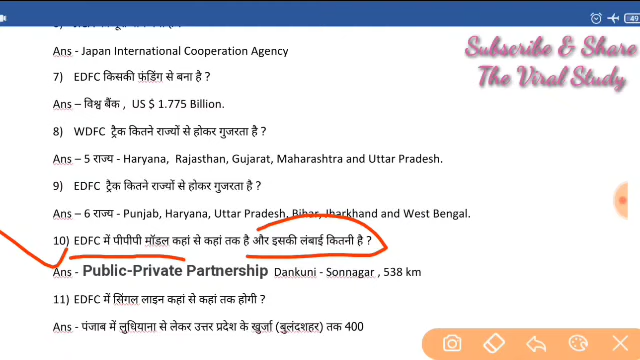 Ans - Japan International Cooperation Agency
Subscribe & Share
The Viral Study
7) EDFC किसकी फ़ंडिंग से बना है ?
Ans – विश्व बैंक , US $ 1.775 Billion.
8) WDFC ट्रैक कितने राज्यों से होकर गुजरता है ?
Ans – 5 राज्य - Haryana, Rajasthan, Gujarat, Maharashtra and Uttar Pradesh.
9) EDFC ट्रैक कितने राज्यों से होकर गुजरता है ?
Ans – 6 राज्य - Punjab, Haryana, Uttar Pradesh, Bihar, Jharkhand and West Bengal.
10) EDFC में पीपीपी मॉडल कहां से कहां तक है और इसकी लंबाई कितनी है ?
Ans - Public-Private Partnership Dankuni - Sonnagar , 538 km
11) EDFC में सिंगल लाइन कहां से कहां तक होगी ?
Ans - पंजाब में लुधियाना से लेकर उत्तर प्रदेश के खुर्जा (बुलंदशहर) तक 400